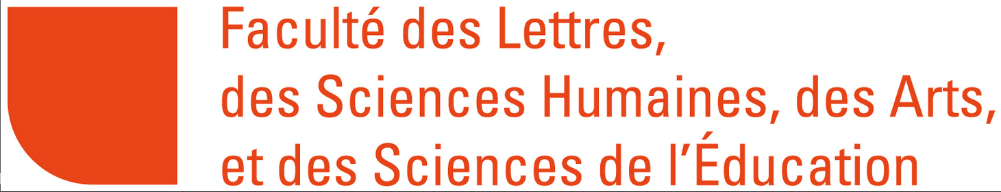 Faculté des Lettres,
des Sciences Humaines, des Arts,
et des Sciences de l’Éducation